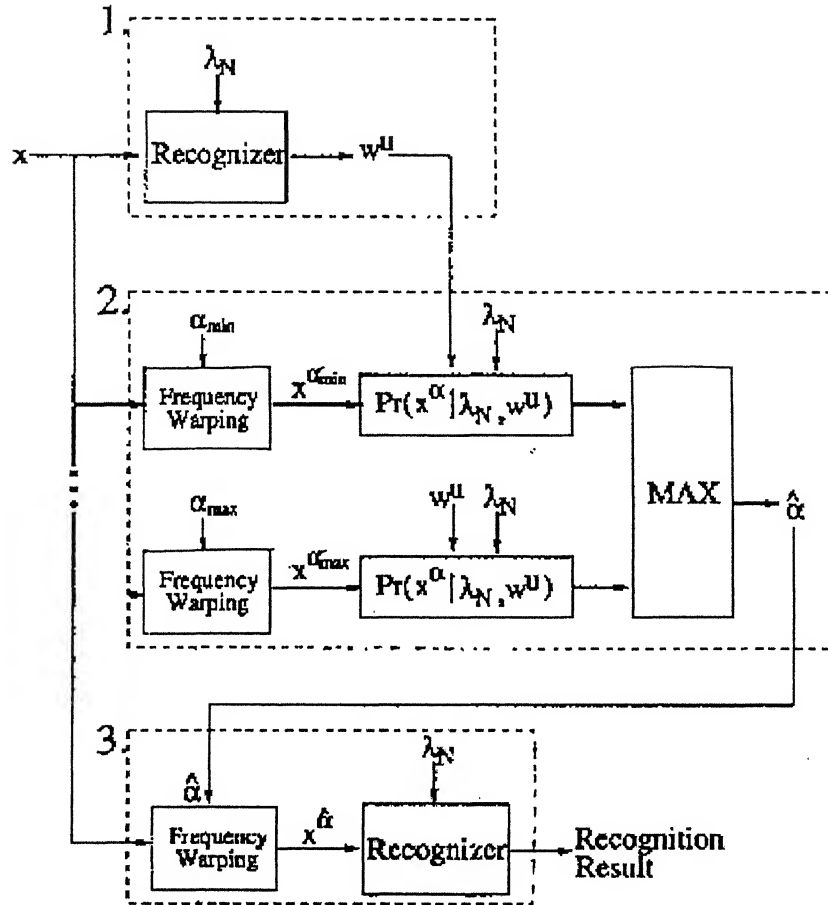 1.
λN
x
Recognizer
wu
2.
αmin
λN
Frequency
Warping
xαmin
Pr(xα|λN, wu)
MAX
α̂
αmax
wu
λN
Frequency
Warping
xαmax
Pr(xα|λN, wu)
3.
λN
α̂
Frequency
Warping
xα̂
Recognizer
Recognition
Result